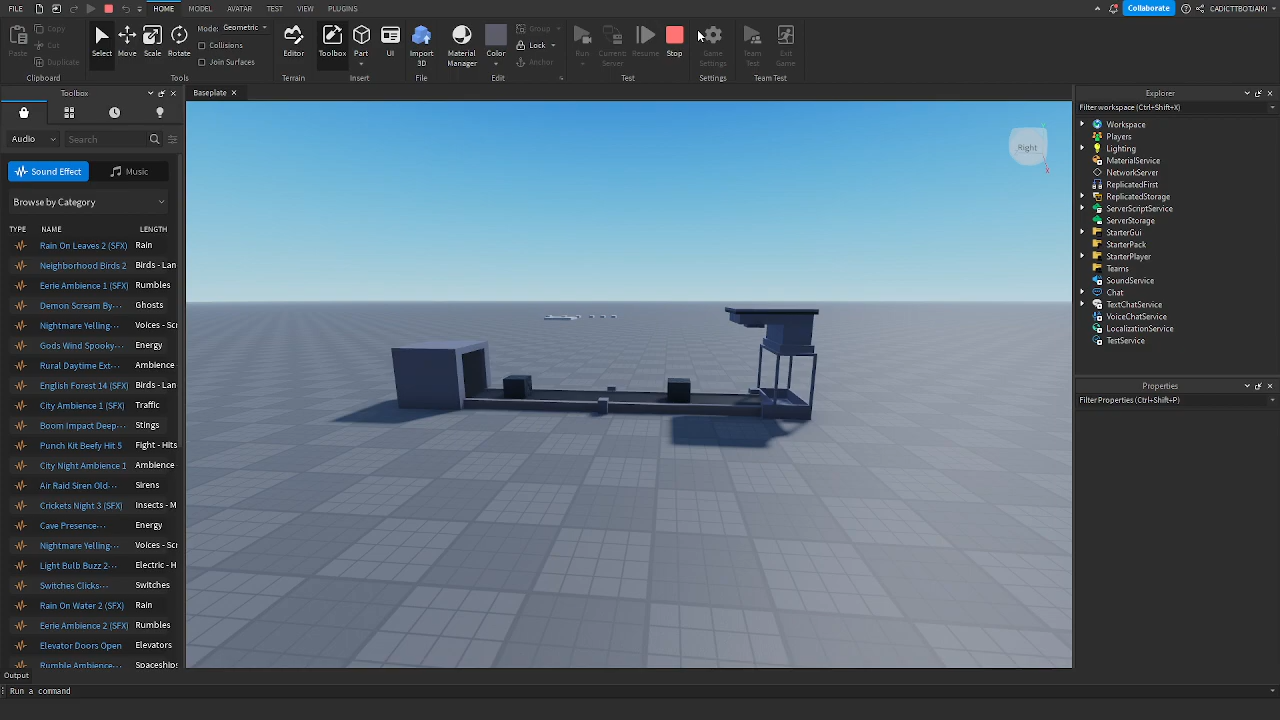 FILE HOME MODEL AVATAR TEST VIEW PLUGINS Collaborate CADICTTBOTJAIKI
Paste Copy Cut Duplicate Select Move Scale Rotate Mode: Geometric Collisions Join Surfaces Editor Toolbox Part UI Import 3D Material Manager Color Group Lock Anchor Run Current: Server Resume Stop Game Settings Team Test Exit Game
Clipboard Tools Terrain Insert File Edit Test Settings Team Test
Toolbox Baseplate Explorer
Filter workspace (Ctrl+Shift+X)
Audio Search
Sound Effect Music
Browse by Category
TYPE NAME LENGTH
Rain On Leaves 2 (SFX) Rain
Neighborhood Birds 2 Birds - Lan
Eerie Ambience 1 (SFX) Rumbles
Demon Scream By··· Ghosts
Nightmare Yelling··· Voices - Scr
Gods Wind Spooky··· Energy
Rural Daytime Ext··· Ambience
English Forest 14 (SFX) Birds - Lan
City Ambience 1 (SFX) Traffic
Boom Impact Deep··· Stings
Punch Kit Beefy Hit 5 Fight - Hits
City Night Ambience 1 Ambience
Air Raid Siren Old··· Sirens
Crickets Night 3 (SFX) Insects - M
Cave Presence··· Energy
Nightmare Yelling··· Voices - Scr
Light Bulb Buzz 2··· Electric - H
Switches Clicks··· Switches
Rain On Water 2 (SFX) Rain
Eerie Ambience 2 (SFX) Rumbles
Elevator Doors Open Elevators
Rumble Ambience··· Spaceship
Right
X
Workspace
Players
Lighting
MaterialService
NetworkServer
ReplicatedFirst
ReplicatedStorage
ServerScriptService
ServerStorage
StarterGui
StarterPack
StarterPlayer
Teams
SoundService
Chat
TextChatService
VoiceChatService
LocalizationService
TestService
Properties
Filter Properties (Ctrl+Shift+P)
Output
Run a command